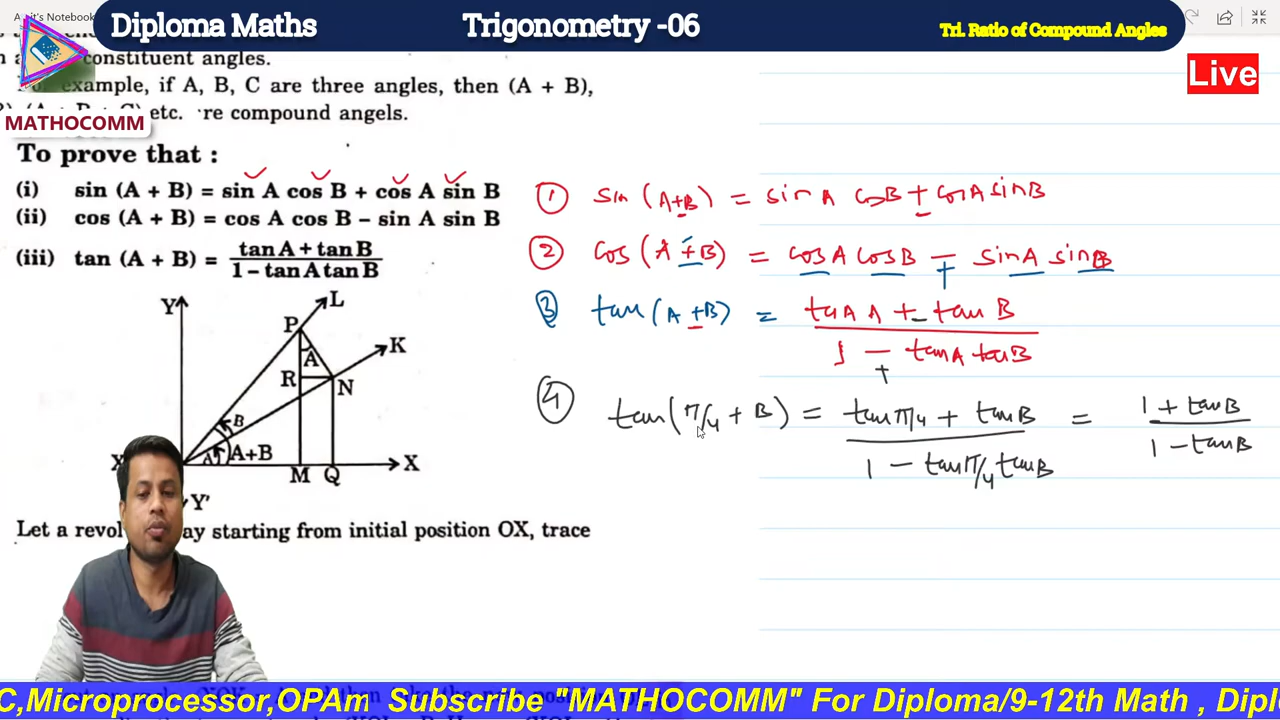 Diploma Maths
Trigonometry -06
Tri. Ratio of Compound Angles
Live
MATHOCOMM
constituent angles.
example, if A, B, C are three angles, then (A + B),
etc. re compound angels.
To prove that :
(i) sin (A + B) = sin A cos B + cos A sin B
(ii) cos (A + B) = cos A cos B – sin A sin B
(iii) tan (A + B) = tan A + tan B / 1 – tan A tan B
Y
L
P
A
K
R
N
B
A A+B
X
M Q
Y'
Let a revol ay starting from initial position OX, trace
① sin (A+B) = sin A cos B + cos A sin B
② cos (A + B) = cos A cos B – sin A sin B
+
③ tan (A + B) = tan A + tan B
1 – tan A tan B
+
④ tan(π/4 + B) = tan π/4 + tan B = 1 + tan B
1 – tan π/4 tan B 1 – tan B
C,Microprocessor,OPAm Subscribe "MATHOCOMM" For Diploma/9-12th Math , Dipl